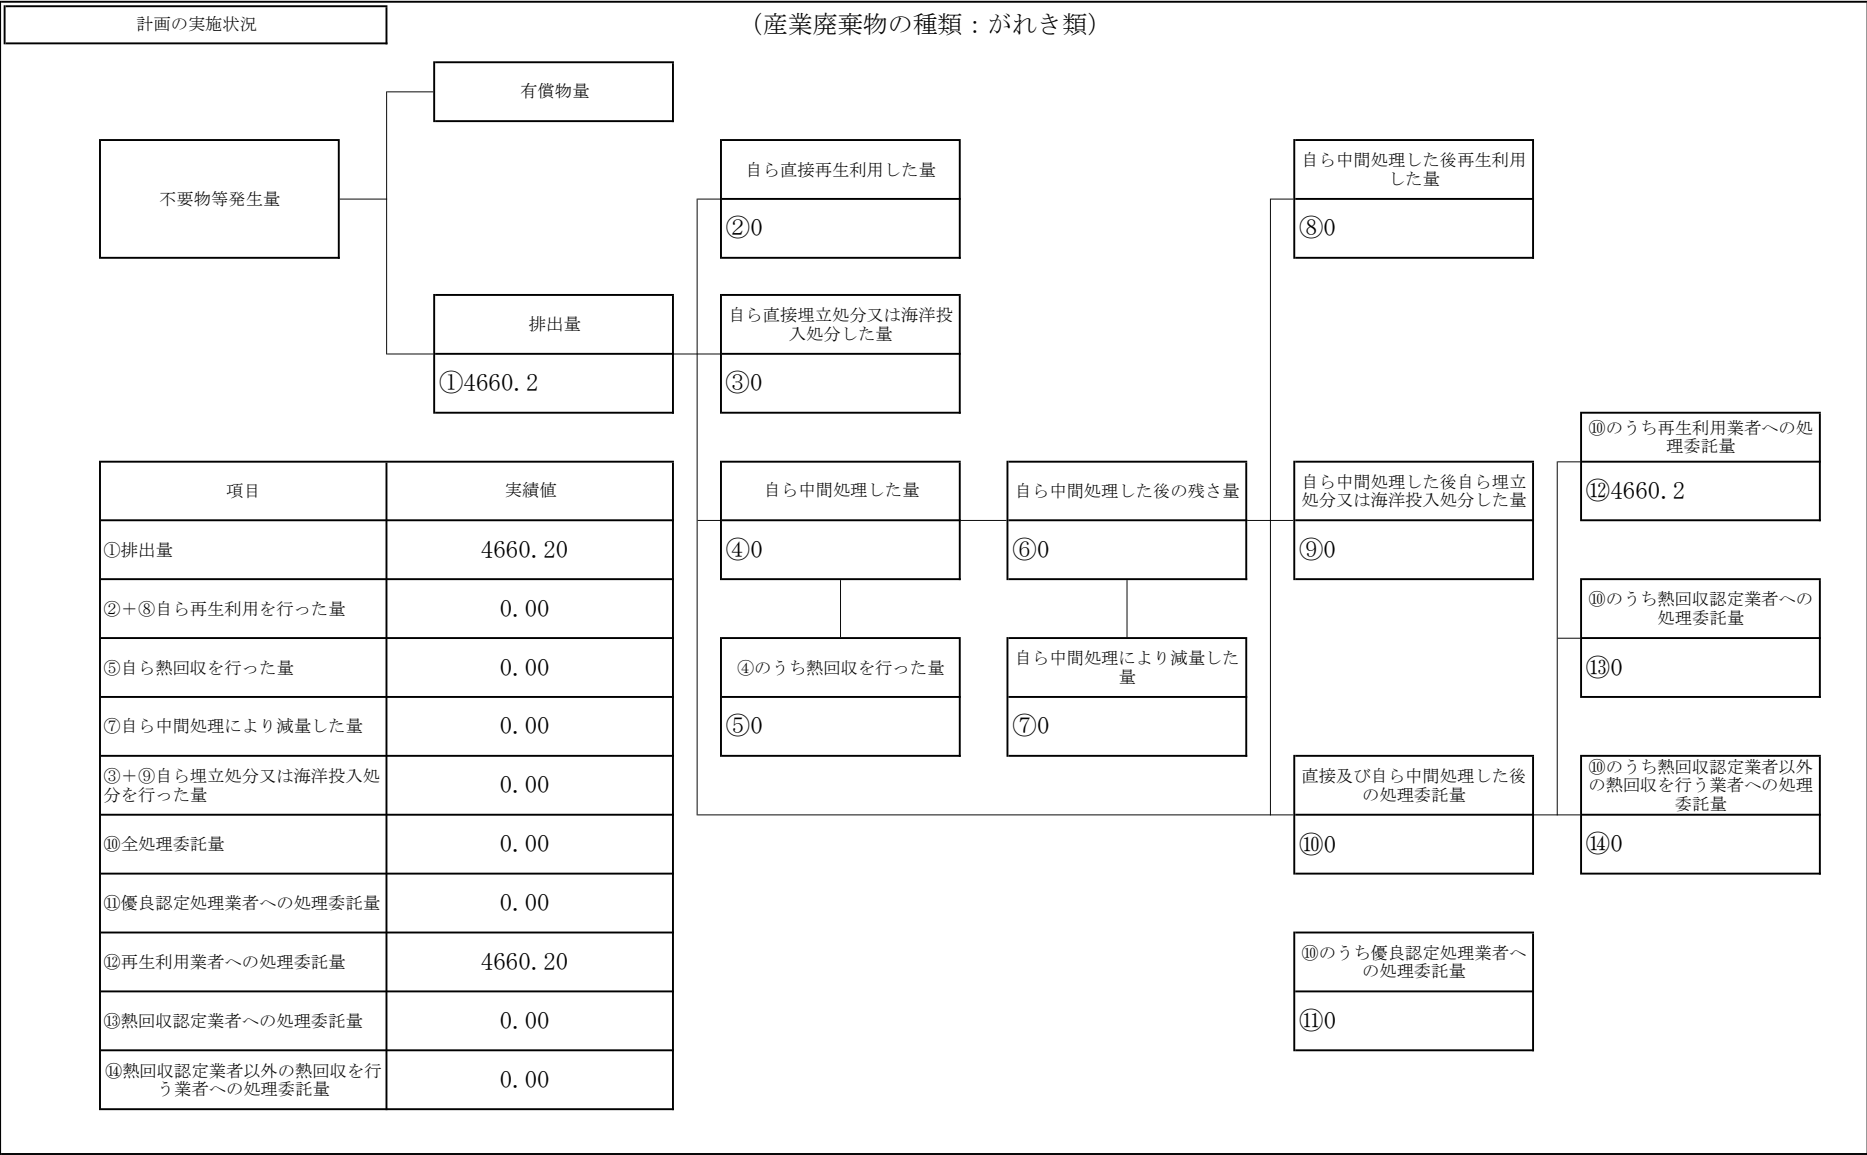 計画の実施状況
（産業廃棄物の種類：がれき類）
有償物量
不要物等発生量
自ら直接再生利用した量
②0
自ら中間処理した後再生利用
した量
⑧0
排出量
①4660.2
自ら直接埋立処分又は海洋投
入処分した量
③0
⑩のうち再生利用業者への処
理委託量
⑫4660.2
自ら中間処理した量
④0
自ら中間処理した後の残さ量
⑥0
自ら中間処理した後自ら埋立
処分又は海洋投入処分した量
⑨0
⑩のうち熱回収認定業者への
処理委託量
⑬0
④のうち熱回収を行った量
⑤0
自ら中間処理により減量した
量
⑦0
直接及び自ら中間処理した後
の処理委託量
⑩0
⑩のうち熱回収認定業者以外
の熱回収を行う業者への処理
委託量
⑭0
⑩のうち優良認定処理業者へ
の処理委託量
⑪0
項目 実績値
①排出量 4660.20
②＋⑧自ら再生利用を行った量 0.00
⑤自ら熱回収を行った量 0.00
⑦自ら中間処理により減量した量 0.00
③＋⑨自ら埋立処分又は海洋投入処
分を行った量 0.00
⑩全処理委託量 0.00
⑪優良認定処理業者への処理委託量 0.00
⑫再生利用業者への処理委託量 4660.20
⑬熱回収認定業者への処理委託量 0.00
⑭熱回収認定業者以外の熱回収を行
う業者への処理委託量 0.00